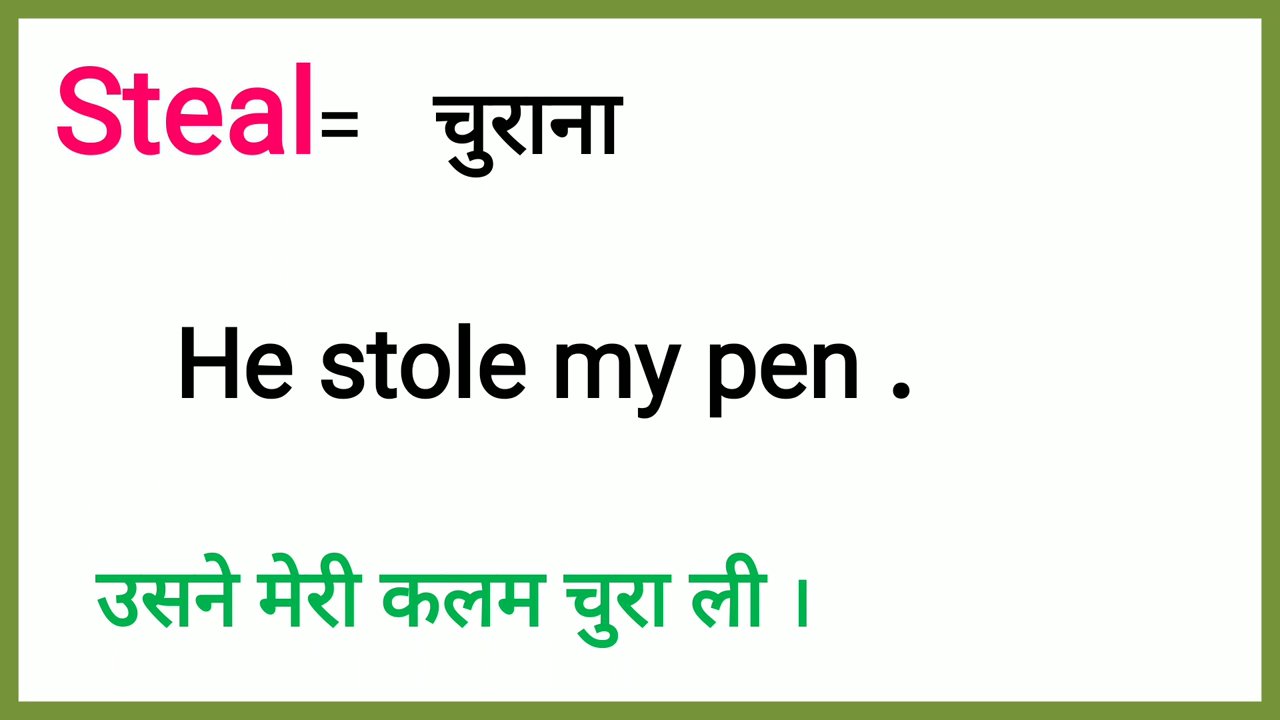 Steal= चुराना
He stole my pen .
उसने मेरी कलम चुरा ली ।